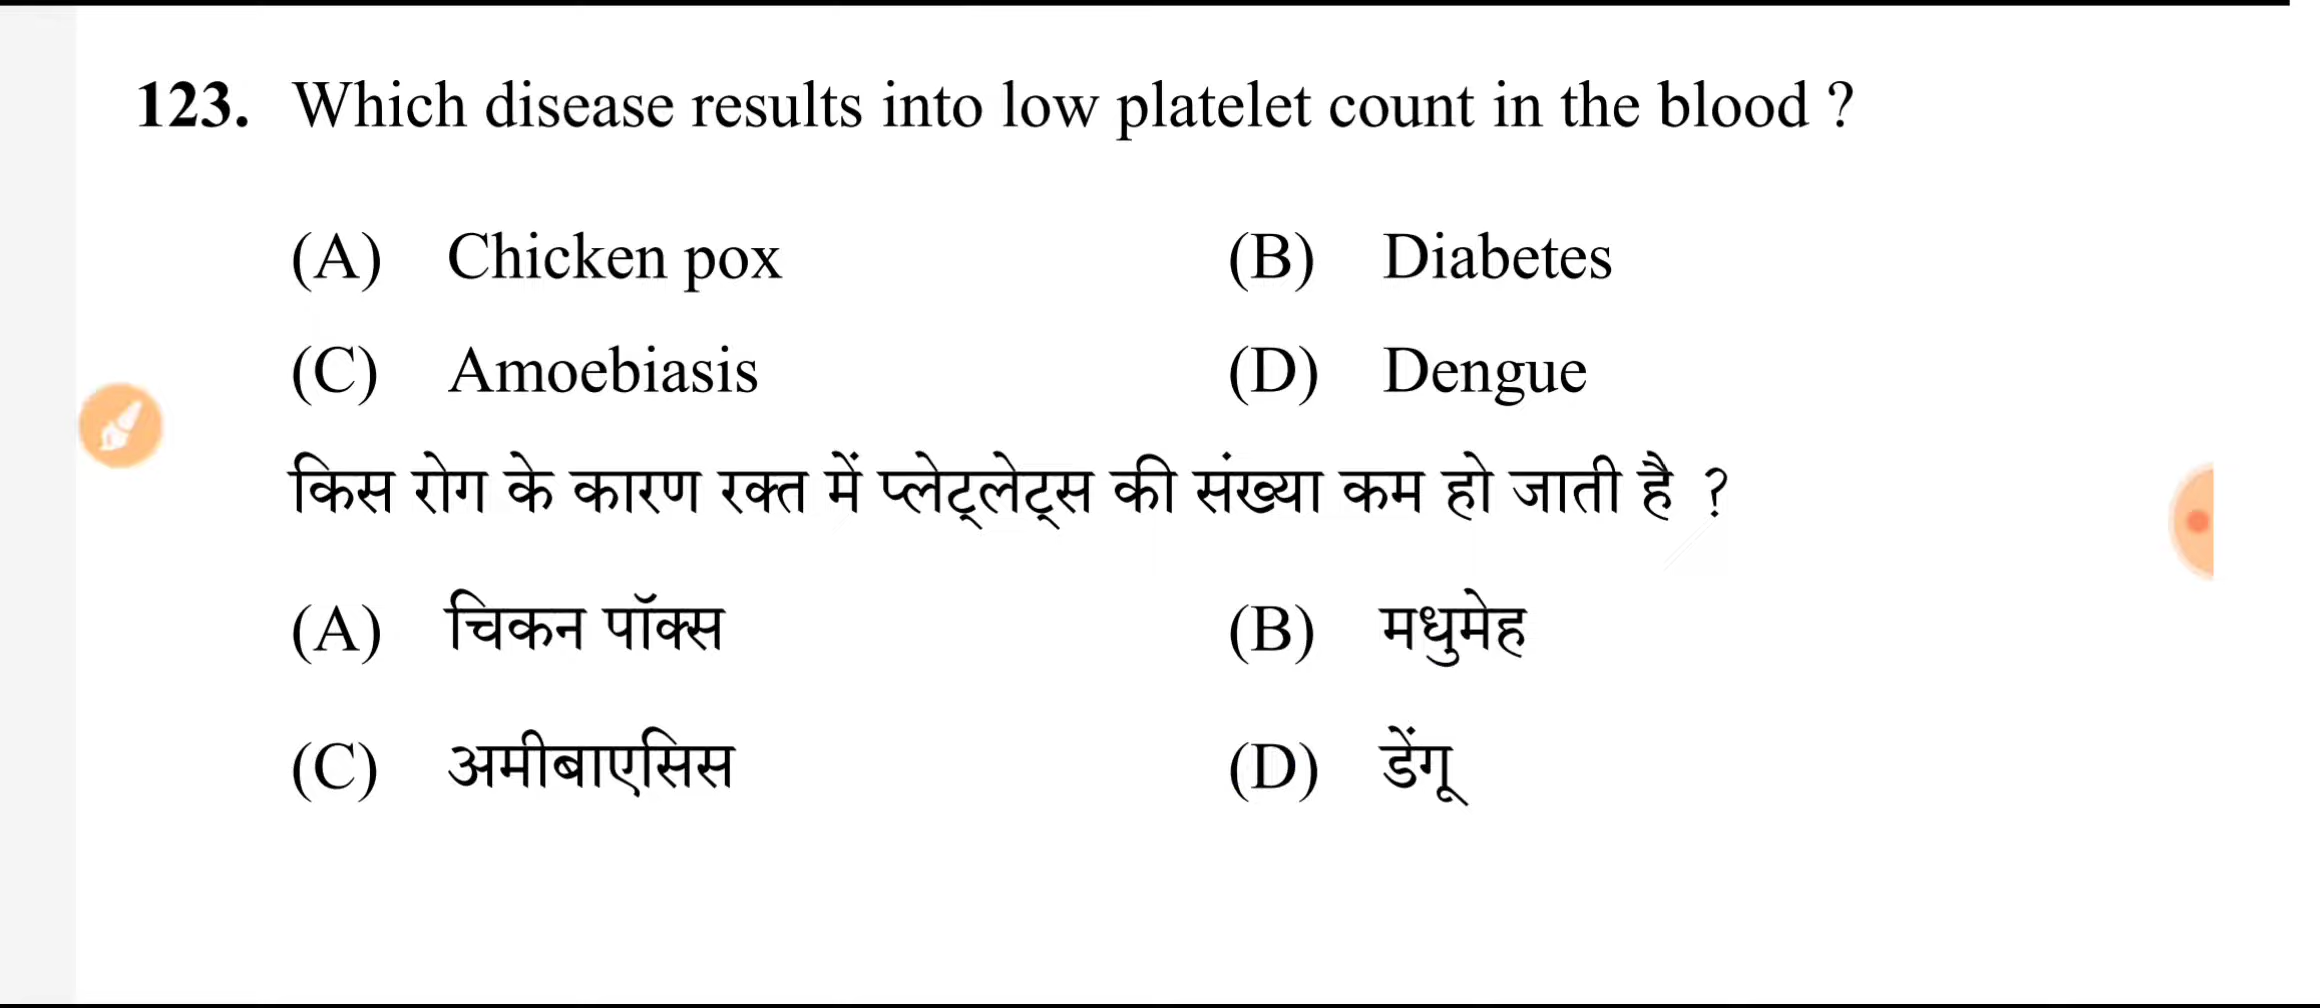 123. Which disease results into low platelet count in the blood ?
(A) Chicken pox (B) Diabetes
(C) Amoebiasis (D) Dengue
किस रोग के कारण रक्त में प्लेट्लेट्स की संख्या कम हो जाती है ?
(A) चिकन पॉक्स (B) मधुमेह
(C) अमीबाएसिस (D) डेंगू